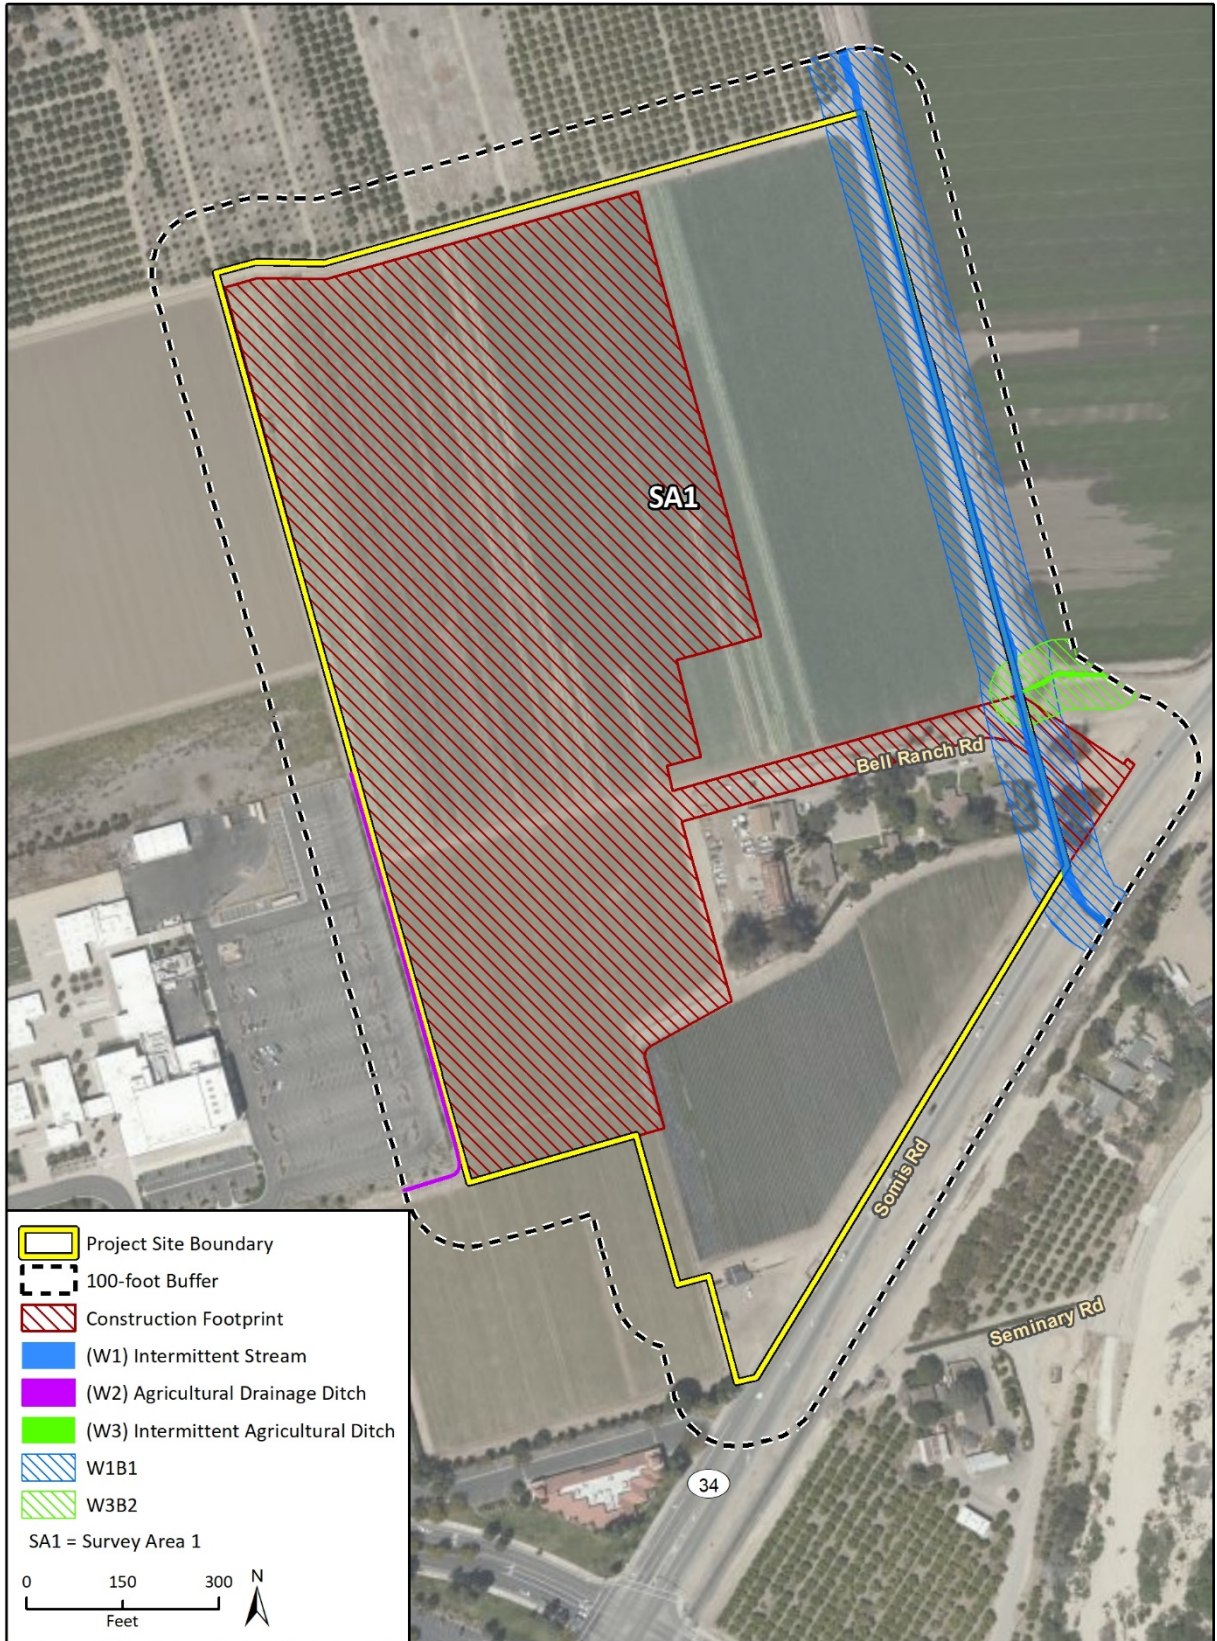 SA1
Bell Ranch Rd
Somis Rd
Seminary Rd
34
Project Site Boundary
100-foot Buffer
Construction Footprint
(W1) Intermittent Stream
(W2) Agricultural Drainage Ditch
(W3) Intermittent Agricultural Ditch
W1B1
W3B2
SA1 = Survey Area 1
0 150 300
Feet
N